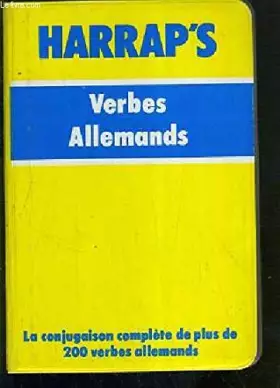 HARRAP'S
Verbes
Allemands
La conjugaison complète de plus de
200 verbes allemands